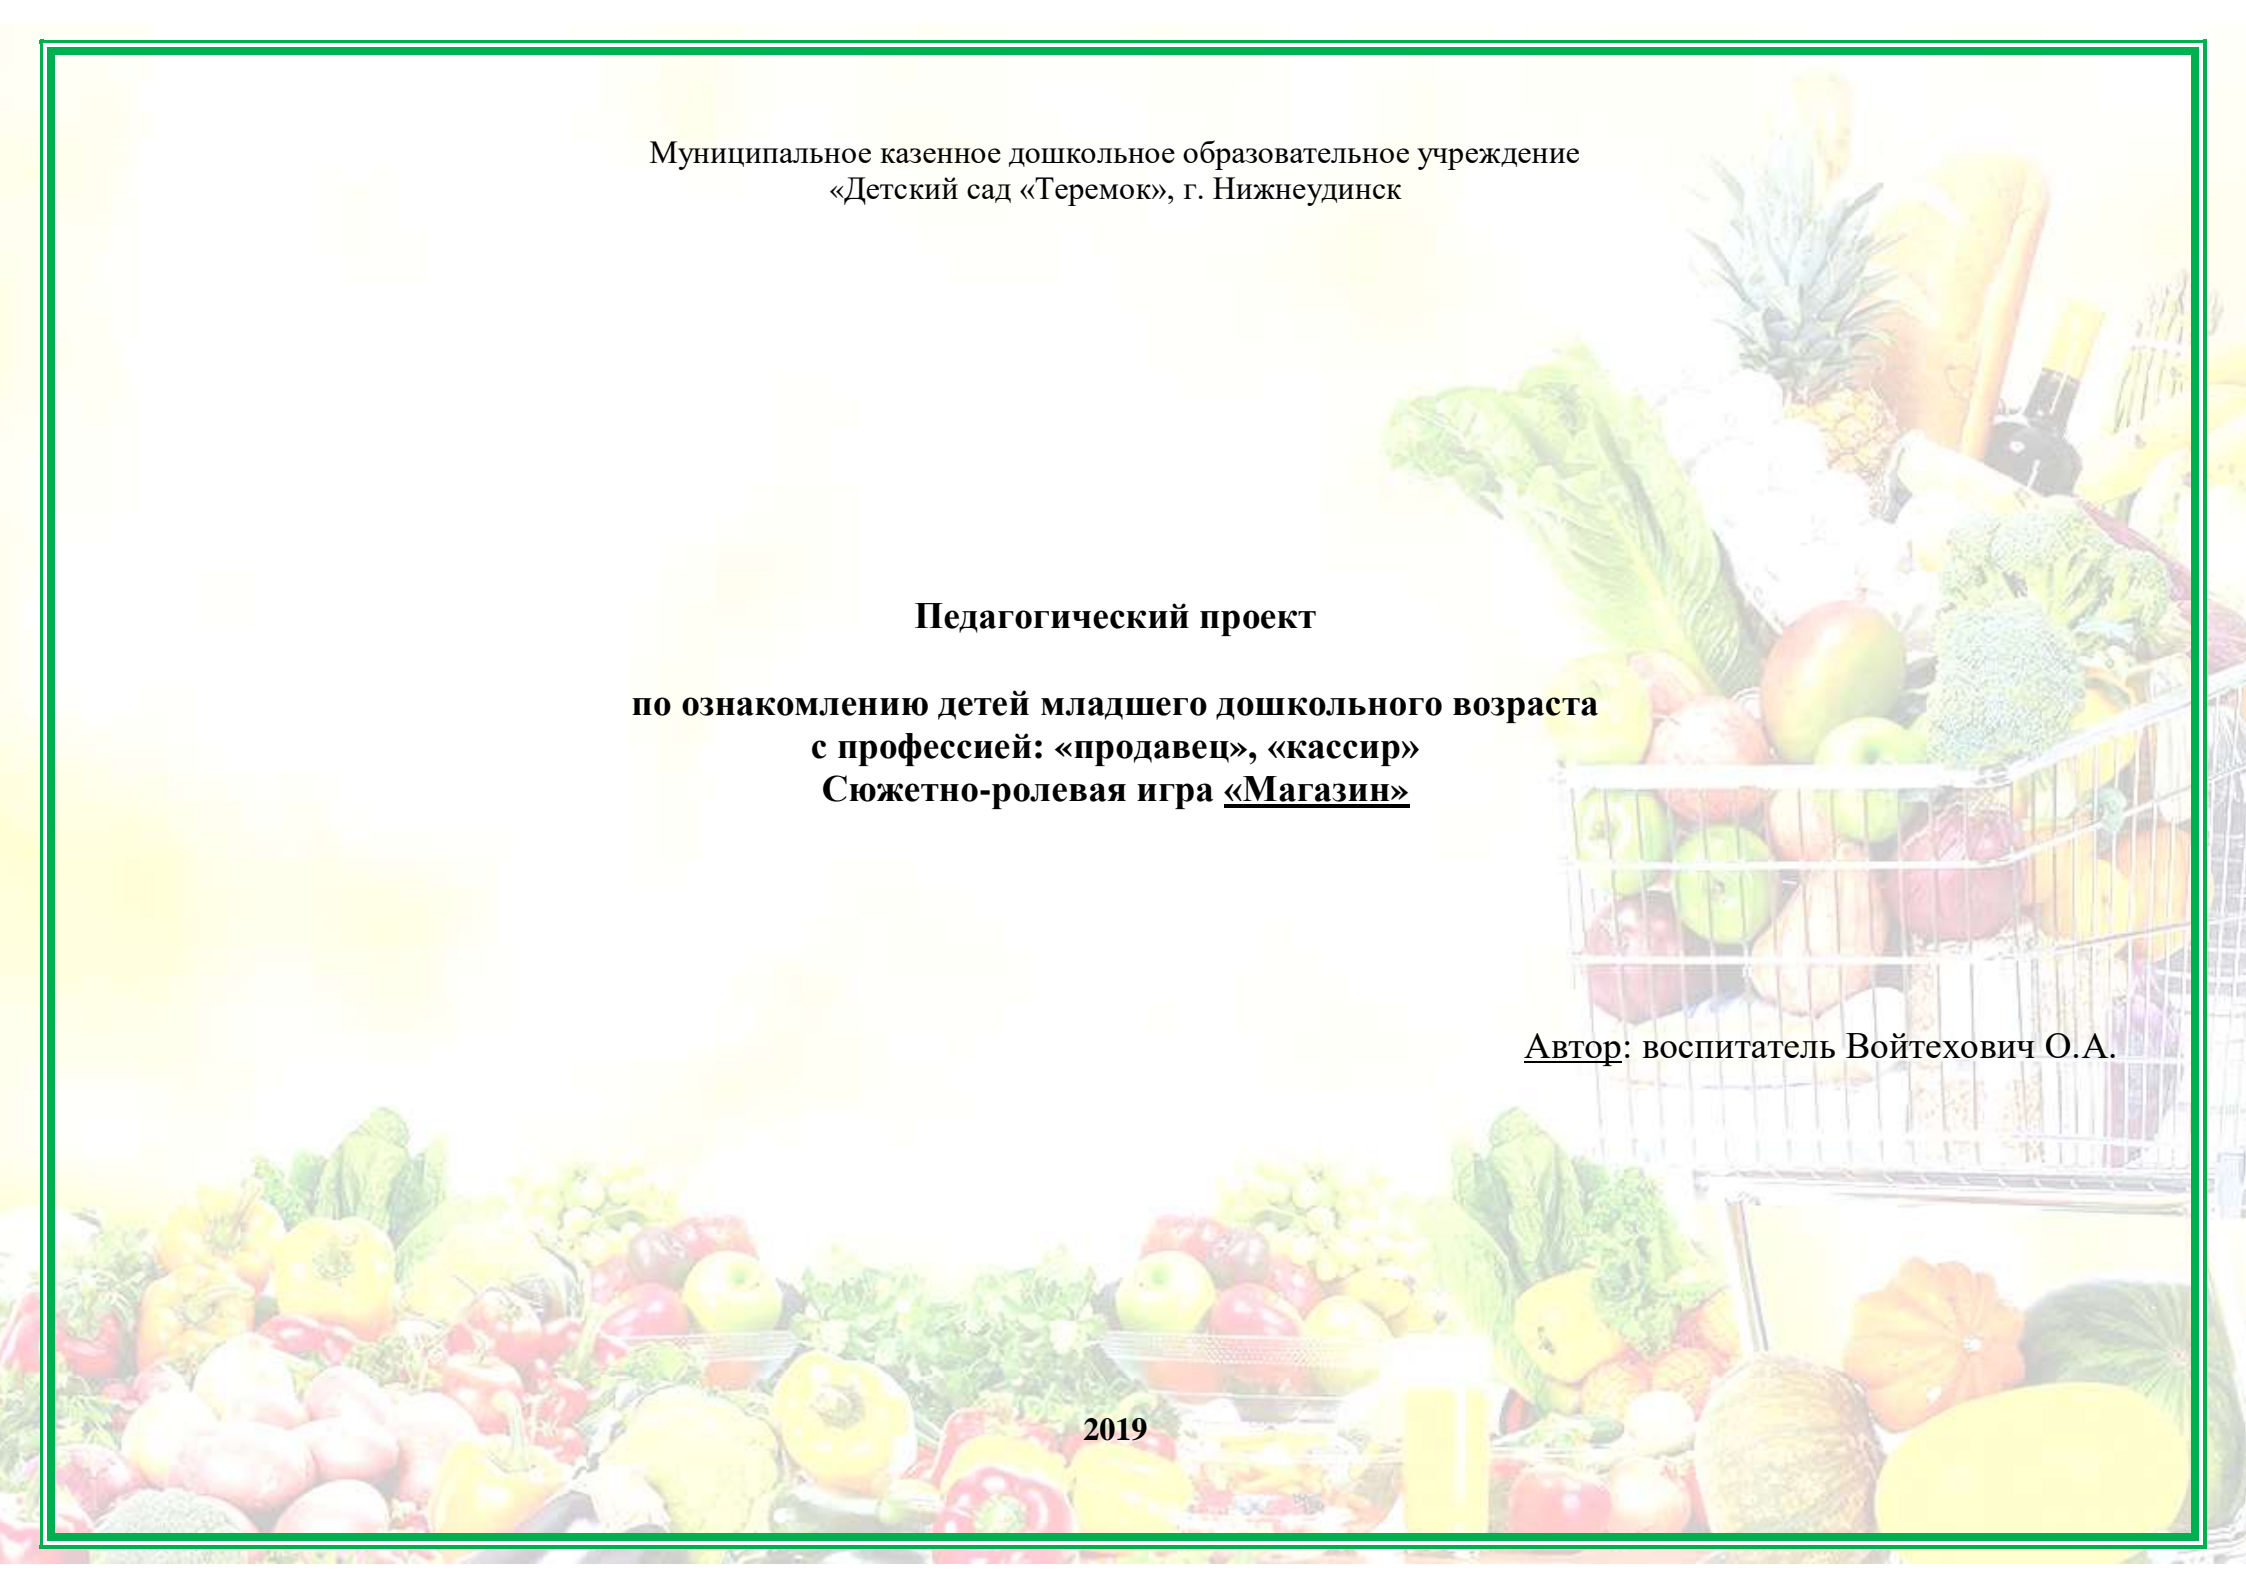 Муниципальное казенное дошкольное образовательное учреждение
«Детский сад «Теремок», г. Нижнеудинск
Педагогический проект
по ознакомлению детей младшего дошкольного возраста
с профессией: «продавец», «кассир»
Сюжетно-ролевая игра «Магазин»
Автор: воспитатель Войтехович О.А.
2019